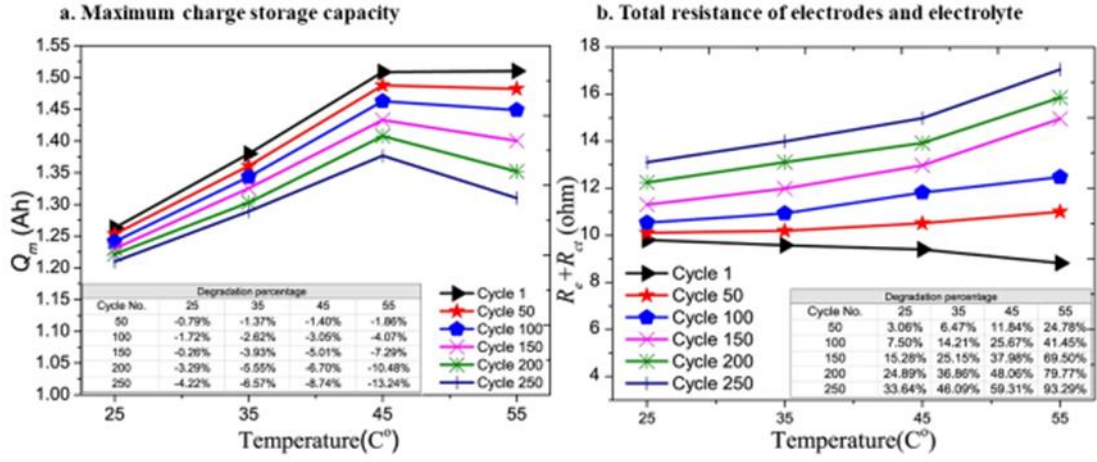 a. Maximum charge storage capacity
1.55
1.50
1.45
1.40
1.35
1.30
1.25
1.20
1.15
1.10
1.05
1.00
Qm (Ah)
Degradation percentage
Cycle No. 25 35 45 55
50 -0.79% -1.37% -1.40% -1.86%
100 -1.72% -2.62% -3.05% -4.07%
150 -0.26% -3.93% -5.01% -7.29%
200 -3.29% -5.55% -6.70% -10.48%
250 -4.22% -6.57% -8.74% -13.24%
Cycle 1
Cycle 50
Cycle 100
Cycle 150
Cycle 200
Cycle 250
25 35 45 55
Temperature(C°)
b. Total resistance of electrodes and electrolyte
18
16
14
12
10
8
6
4
Re+Rct (ohm)
Cycle 1
Cycle 50
Cycle 100
Cycle 150
Cycle 200
Cycle 250
Degradation percentage
Cycle No. 25 35 45 55
50 3.06% 6.47% 11.84% 24.78%
100 7.50% 14.21% 25.67% 41.45%
150 15.28% 25.15% 37.98% 69.50%
200 24.89% 36.86% 48.06% 79.77%
250 33.64% 46.09% 59.31% 93.29%
25 35 45 55
Temperature(C°)